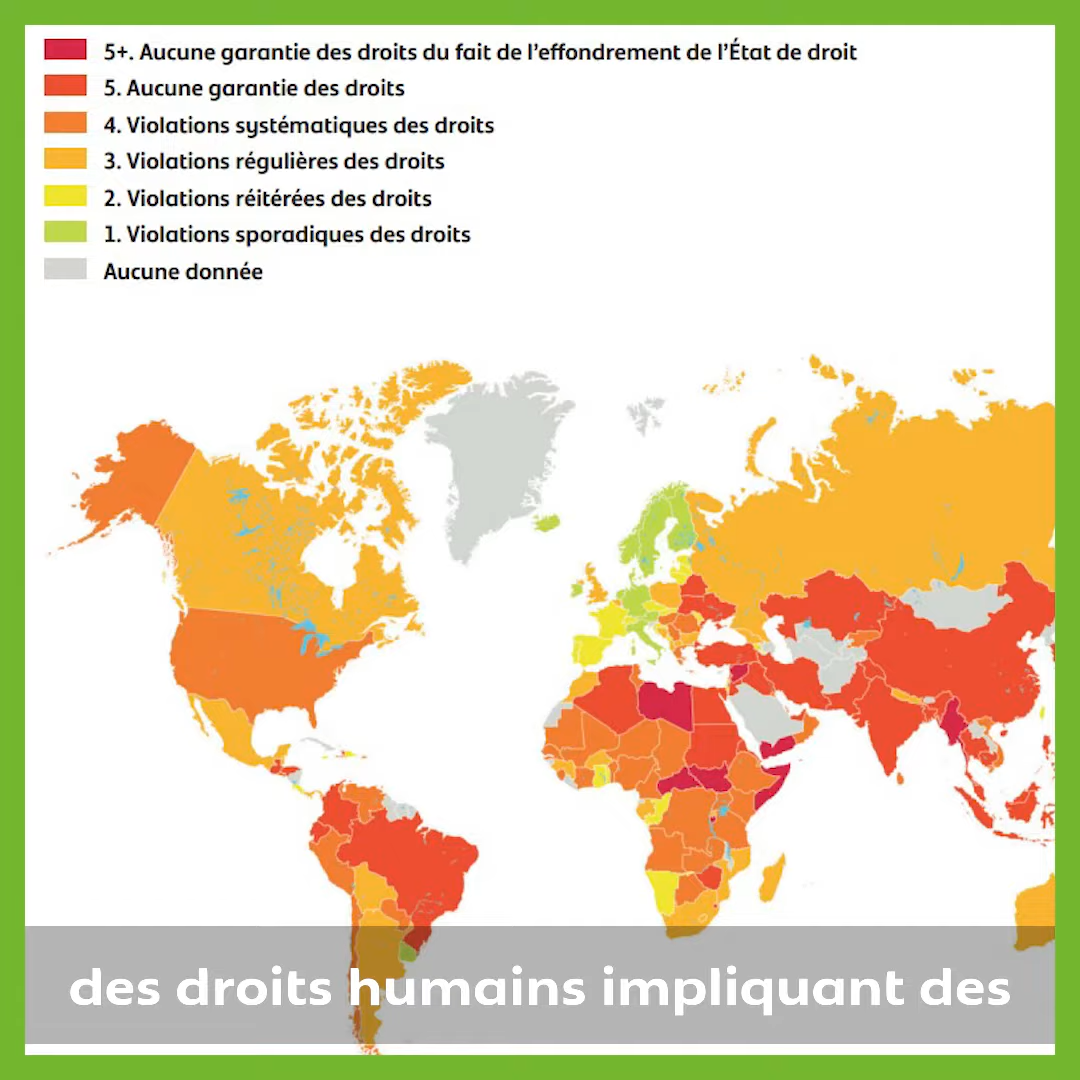 5+. Aucune garantie des droits du fait de l’effondrement de l’État de droit
5. Aucune garantie des droits
4. Violations systématiques des droits
3. Violations régulières des droits
2. Violations réitérées des droits
1. Violations sporadiques des droits
Aucune donnée
des droits humains impliquant des